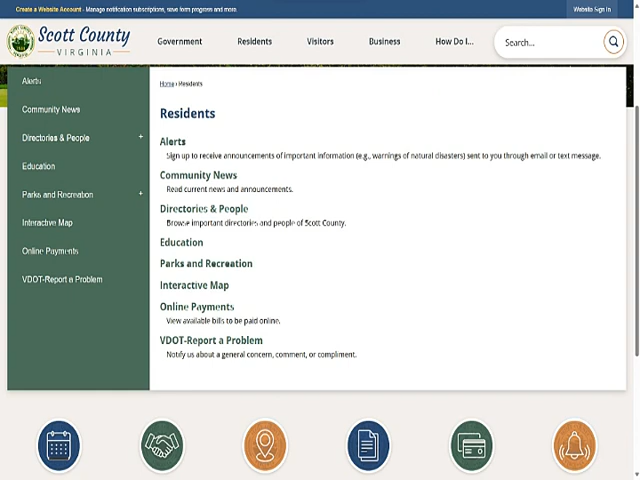 Create a Website Account - Manage notification subscriptions, save form progress and more.
Website Sign In
Scott County
VIRGINIA
Government
Residents
Visitors
Business
How Do I...
Search...
Alerts
Community News
Directories & People +
Education
Parks and Recreation +
Interactive Map
Online Payments
VDOT-Report a Problem
Home › Residents
Residents
Alerts
Sign up to receive announcements of important information (e.g., warnings of natural disasters) sent to you through email or text message.
Community News
Read current news and announcements.
Directories & People
Browse important directories and people of Scott County.
Education
Parks and Recreation
Interactive Map
Online Payments
View available bills to be paid online.
VDOT-Report a Problem
Notify us about a general concern, comment, or compliment.